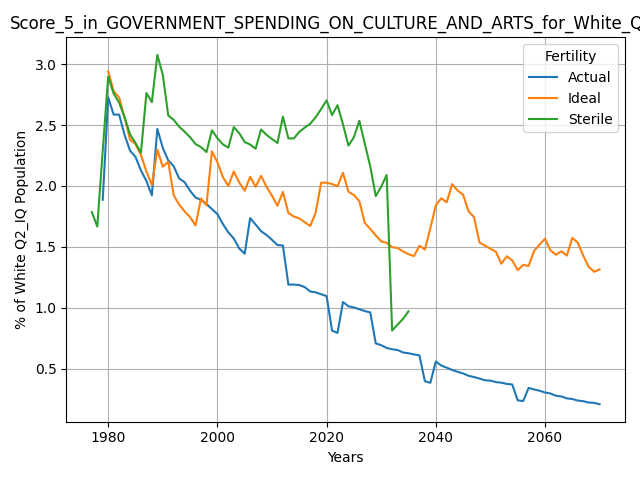 Score_5_in_GOVERNMENT_SPENDING_ON_CULTURE_AND_ARTS_for_White_Q
Fertility
Actual
Ideal
Sterile
% of White Q2_IQ Population
3.0
2.5
2.0
1.5
1.0
0.5
1980
2000
2020
2040
2060
Years